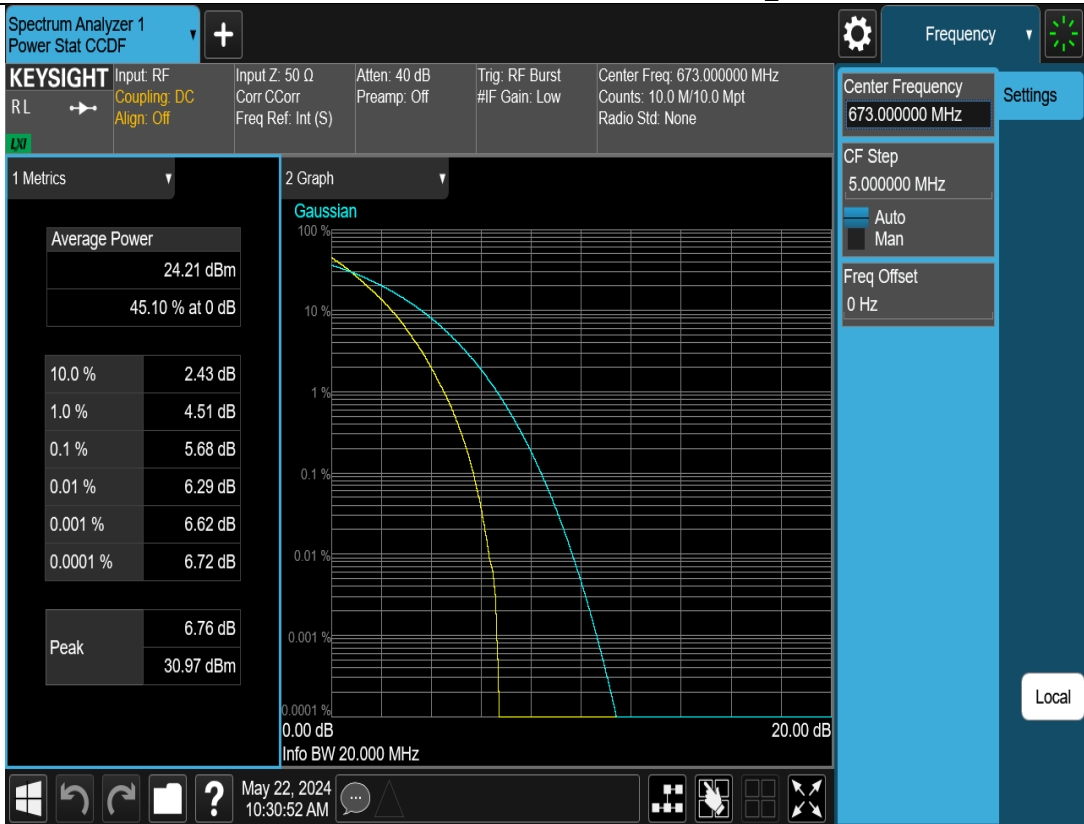 Spectrum Analyzer 1
Power Stat CCDF
+
Frequency
KEYSIGHT
R L
LXI
Input: RF
Coupling: DC
Align: Off
Input Z: 50 Ω
Corr CCorr
Freq Ref: Int (S)
Atten: 40 dB
Preamp: Off
Trig: RF Burst
#IF Gain: Low
Center Freq: 673.000000 MHz
Counts: 10.0 M/10.0 Mpt
Radio Std: None
Center Frequency
673.000000 MHz
Settings
CF Step
5.000000 MHz
Auto
Man
Freq Offset
0 Hz
1 Metrics
Average Power
24.21 dBm
45.10 % at 0 dB
10.0 % 2.43 dB
1.0 % 4.51 dB
0.1 % 5.68 dB
0.01 % 6.29 dB
0.001 % 6.62 dB
0.0001 % 6.72 dB
Peak
6.76 dB
30.97 dBm
2 Graph
Gaussian
100 %
10 %
1 %
0.1 %
0.01 %
0.001 %
0.0001 %
0.00 dB 20.00 dB
Info BW 20.000 MHz
Local
?
May 22, 2024
10:30:52 AM